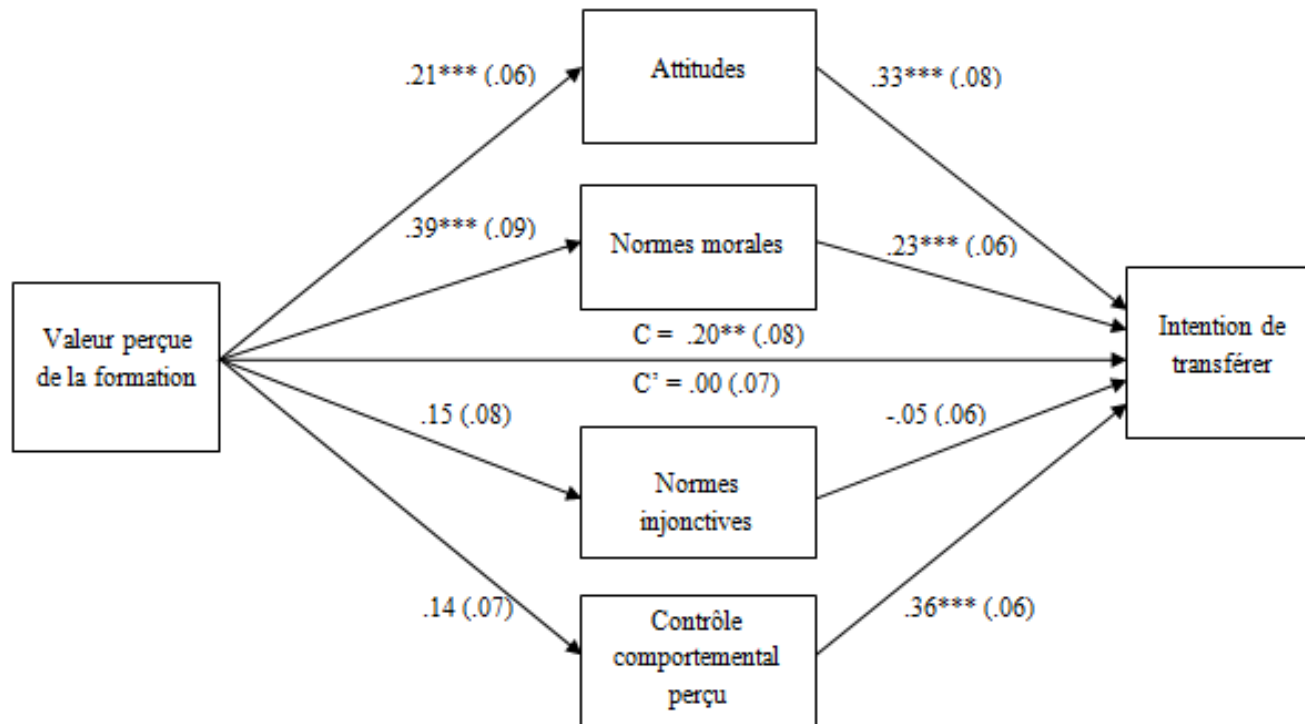 Attitudes
.21*** (.06)
.33*** (.08)
Normes morales
.39*** (.09)
.23*** (.06)
Valeur perçue
de la formation
C = .20** (.08)
C' = .00 (.07)
Intention de
transférer
.15 (.08)
-.05 (.06)
Normes
injonctives
.14 (.07)
.36*** (.06)
Contrôle
comportemental
perçu